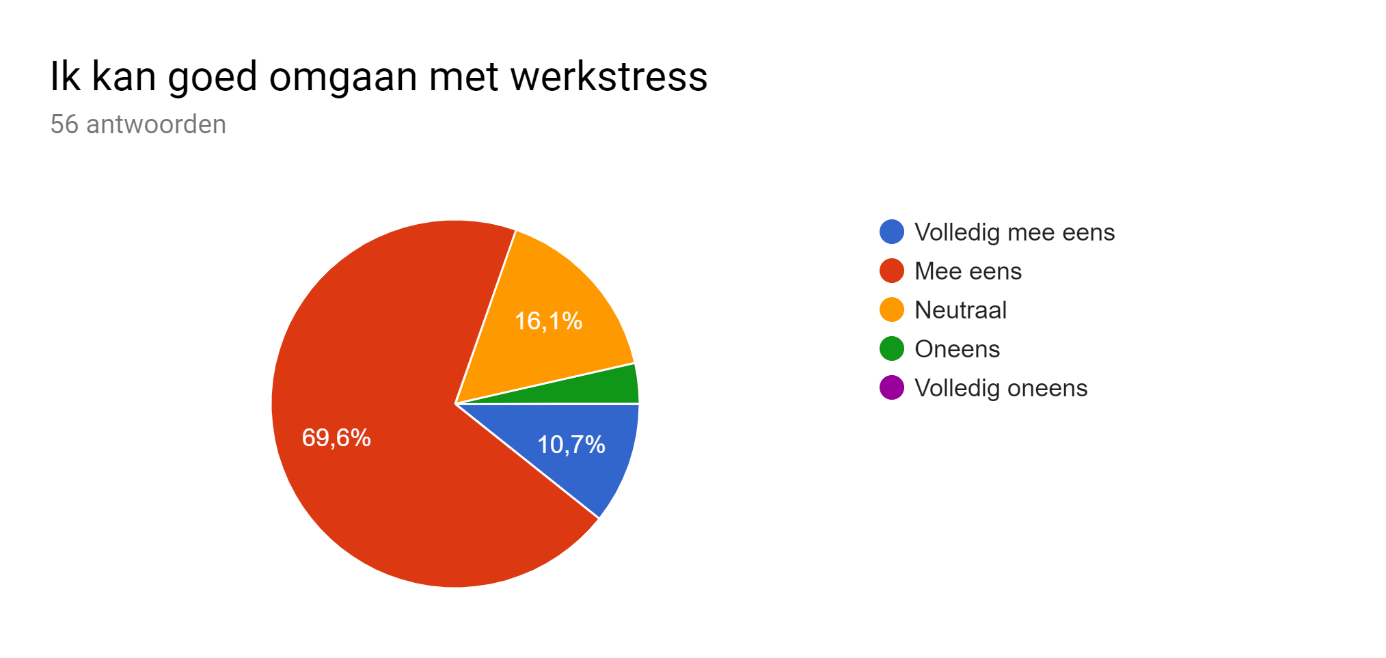 Ik kan goed omgaan met werkstress
56 antwoorden
Volledig mee eens
Mee eens
Neutraal
Oneens
Volledig oneens
16,1%
69,6%
10,7%